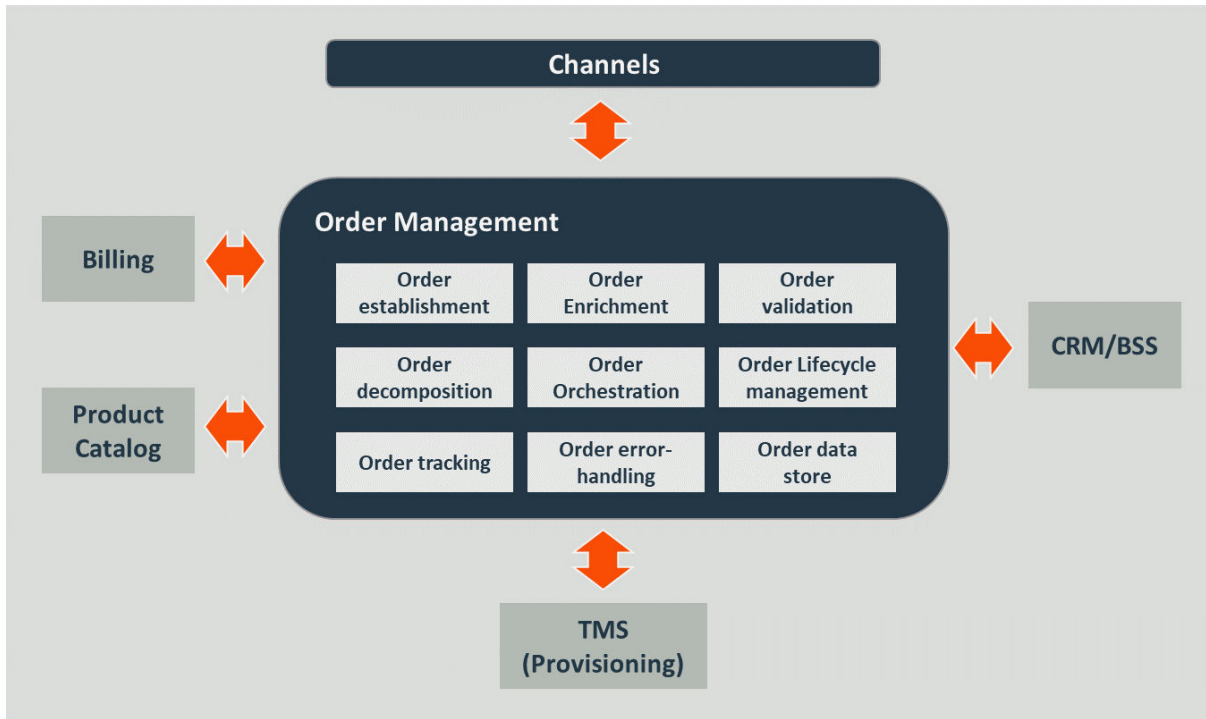 Channels
Order Management
Billing
Order
establishment
Order
Enrichment
Order
validation
CRM/BSS
Order
decomposition
Order
Orchestration
Order Lifecycle
management
Product
Catalog
Order tracking
Order error-
handling
Order data
store
TMS
(Provisioning)